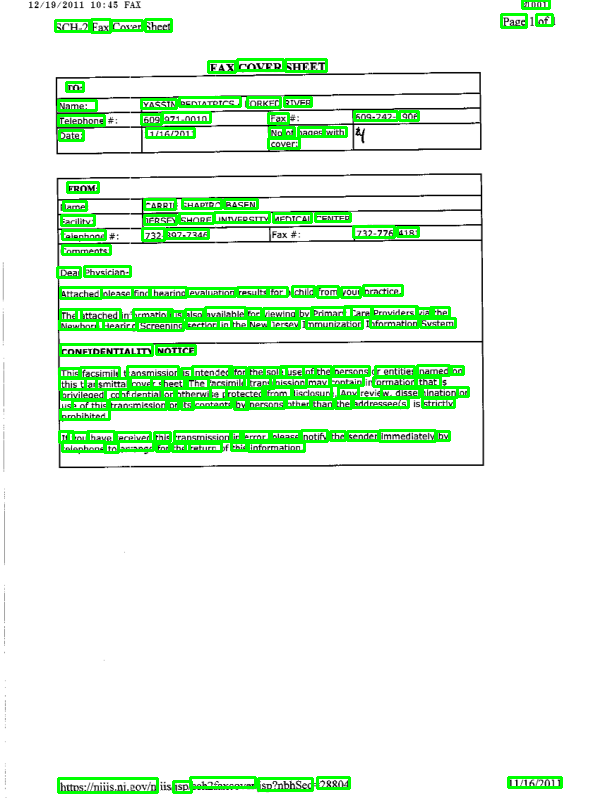 12/19/2011 10:45 FAX
SCH-2 Fax Cover Sheet
Page 1 of 1
FAX COVER SHEET
TO:
Name: YASSIN PEDIATRICS - FORKED RIVER
Telephone #: 609-971-0010 Fax #: 609-242-
Date: 11/16/2011 No of pages with
cover: 4
FROM:
Name: CARRIE SHAPIRO BASEN
Facility: JERSEY SHORE UNIVERSITY MEDICAL CENTER
Telephone #: 732-897-7346 Fax #: 732-776-4181
Comments:
Dear Physician-
Attached please find hearing evaluation results for a child from your practice.
The attached information is also available for viewing by Primary Care Providers via the
Newborn Hearing Screening section in the New Jersey Immunization Information System
CONFIDENTIALITY NOTICE
This facsimile transmission is intended for the sole use of the persons or entities named on
this transmittal cover sheet. The facsimile transmission may contain information that is
privileged, confidential or otherwise protected from disclosure. Any review, dissemination or
use of this transmission or its contents by persons other than the addressee(s) is strictly
prohibited.
If you have received this transmission in error, please notify the sender immediately by
telephone to arrange for the return of this information.
https://njiis.nj.gov/njiis/jsp/sch2faxcover.jsp?nbhSeq=28804
11/16/2011